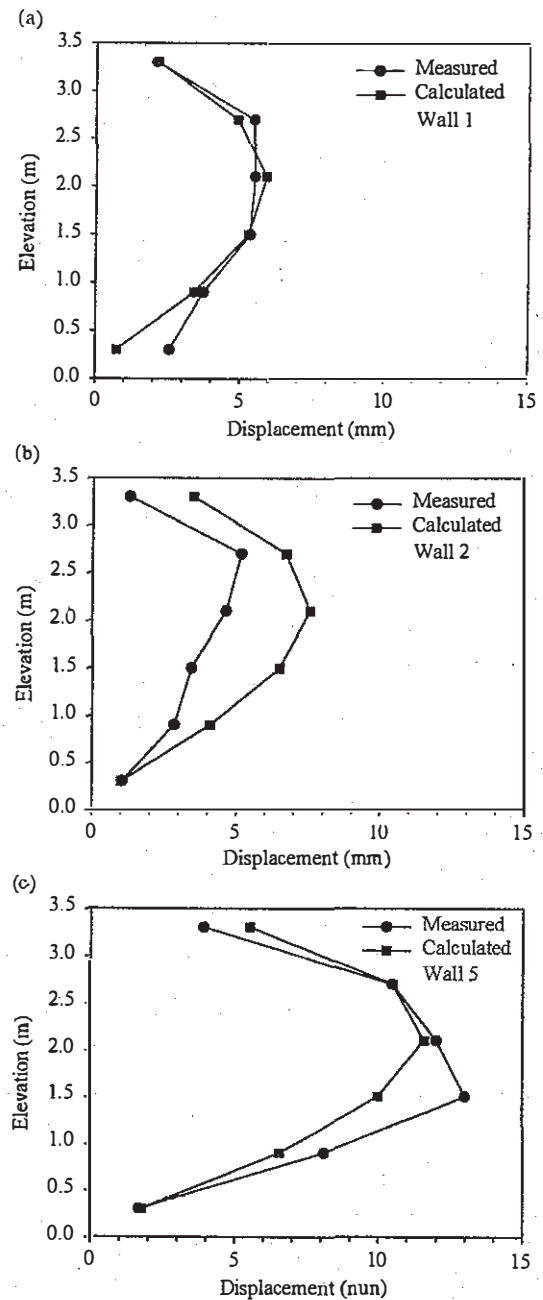 (a)
3.5
3.0
2.5
2.0
1.5
1.0
0.5
0.0
Elevation (m)
Measured
Calculated
Wall 1
0 5 10 15
Displacement (mm)
(b)
3.5
3.0
2.5
2.0
1.5
1.0
0.5
0.0
Elevation (m)
Measured
Calculated
Wall 2
0 5 10 15
Displacement (mm)
(c)
3.5
3.0
2.5
2.0
1.5
1.0
0.5
0.0
Elevation (m)
Measured
Calculated
Wall 5
0 5 10 15
Displacement (nun)